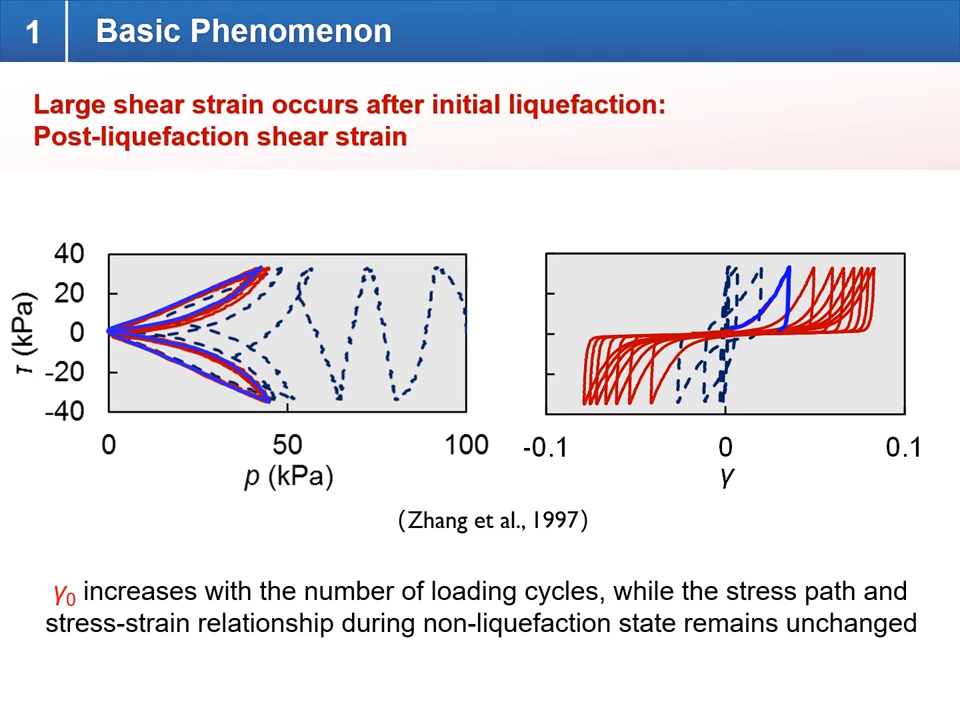 1 Basic Phenomenon
Large shear strain occurs after initial liquefaction:
Post-liquefaction shear strain
40
20
0
-20
-40
τ (kPa)
0 50 100
p (kPa)
-0.1 0 0.1
γ
(Zhang et al., 1997)
γ0 increases with the number of loading cycles, while the stress path and
stress-strain relationship during non-liquefaction state remains unchanged